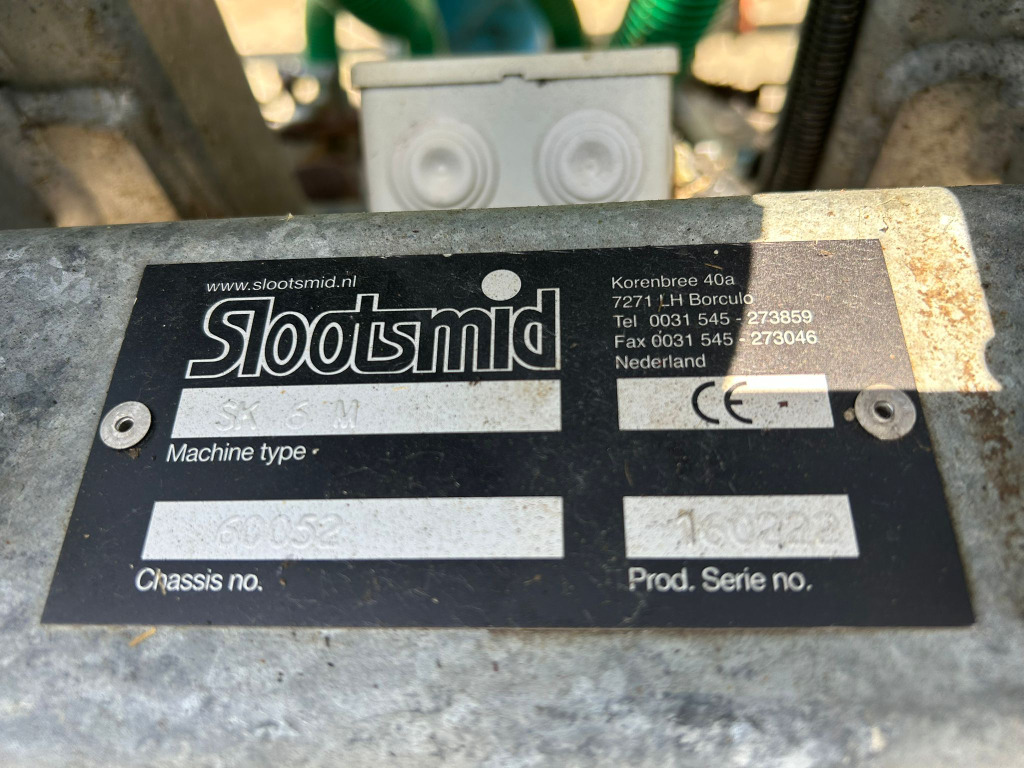 www.slootsmid.nl
Slootsmid
Korenbree 40a
7271 LH Borculo
Tel 0031 545 - 273859
Fax 0031 545 - 273046
Nederland
SK 6 M
CE
Machine type
60052
160222
Chassis no.
Prod. Serie no.